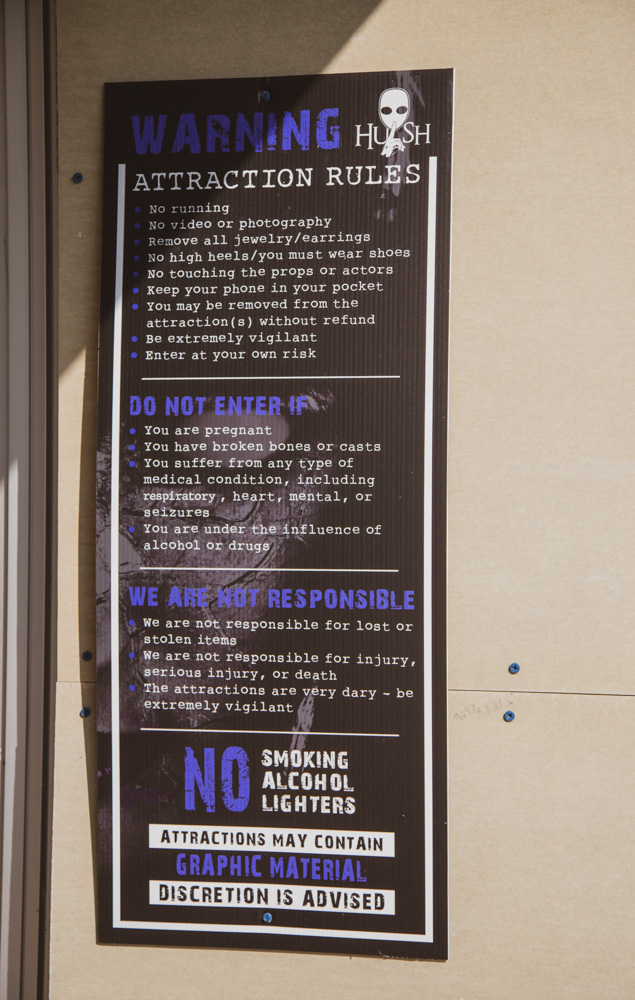 WARNING
HUSH
ATTRACTION RULES
• No running
• No video or photography
• Remove all jewelry/earrings
• No high heels/you must wear shoes
• No touching the props or actors
• Keep your phone in your pocket
• You may be removed from the
attraction(s) without refund
• Be extremely vigilant
• Enter at your own risk
DO NOT ENTER IF
• You are pregnant
• You have broken bones or casts
• You suffer from any type of
medical condition, including
respiratory, heart, mental, or
seizures
• You are under the influence of
alcohol or drugs
WE ARE NOT RESPONSIBLE
• We are not responsible for lost or
stolen items
• We are not responsible for injury,
serious injury, or death
• The attractions are very dary - be
extremely vigilant
NO
SMOKING
ALCOHOL
LIGHTERS
ATTRACTIONS MAY CONTAIN
GRAPHIC MATERIAL
DISCRETION IS ADVISED